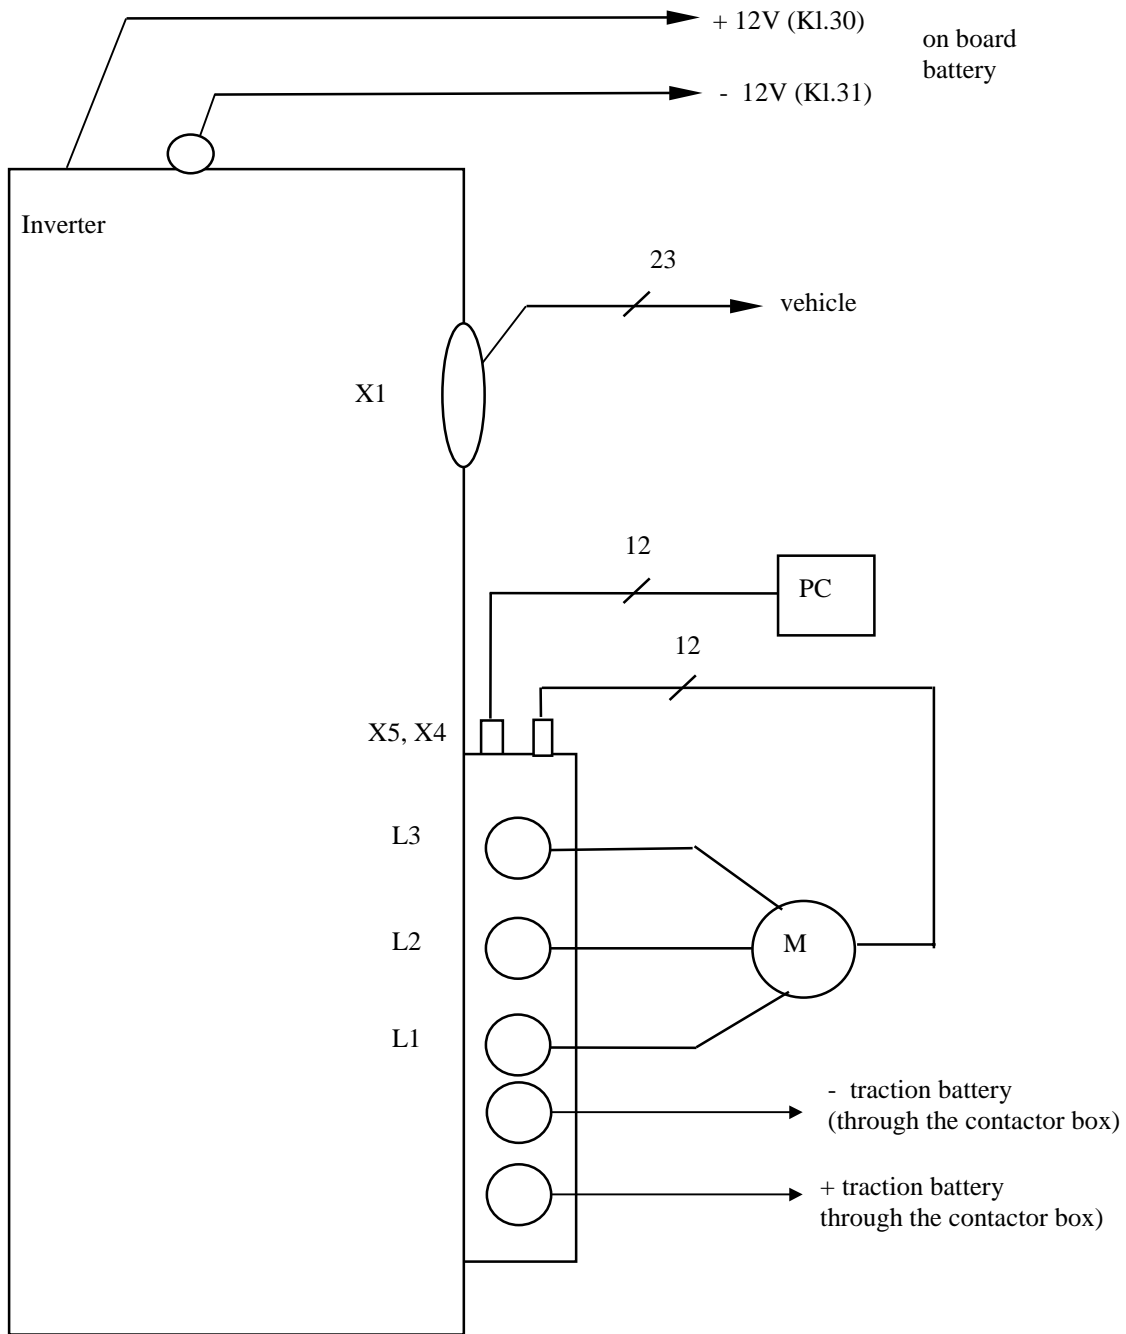 + 12V (Kl.30)
on board
battery
- 12V (Kl.31)
Inverter
23
vehicle
X1
12
PC
12
X5, X4
L3
L2
M
L1
- traction battery
(through the contactor box)
+ traction battery
through the contactor box)